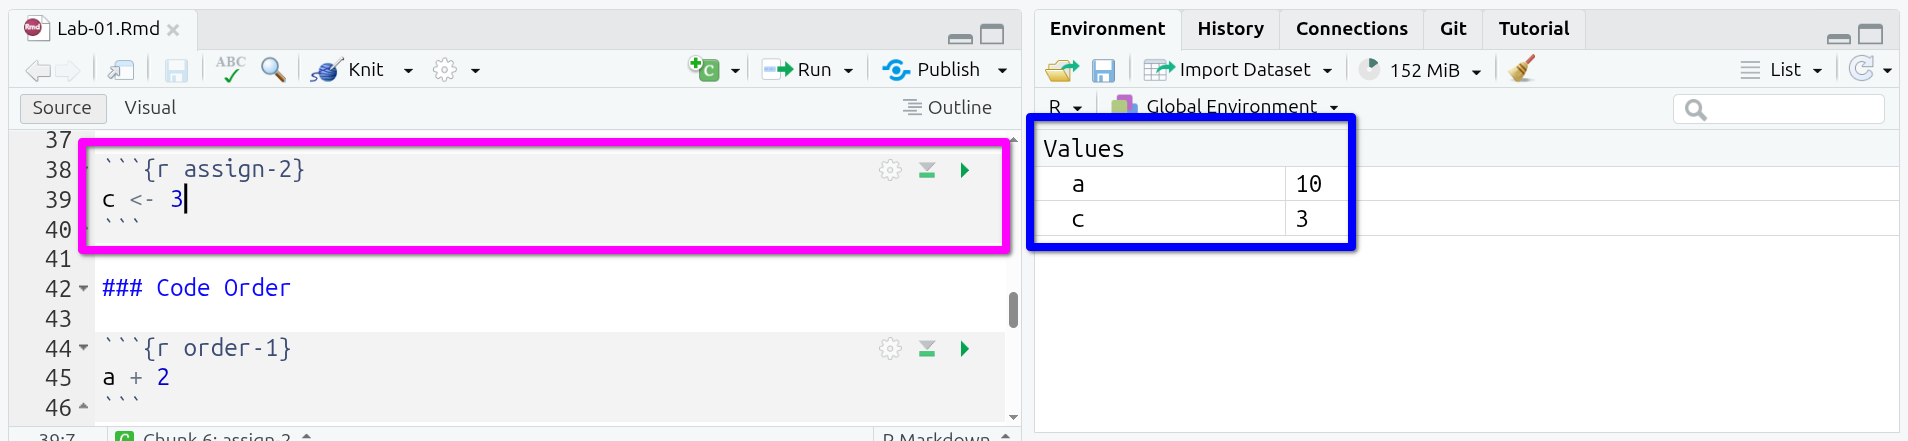 Lab-01.Rmd
ABC Knit Run Publish
Source Visual Outline
37
38 ```{r assign-2}
39 c <- 3
40 ```
41
42 ### Code Order
43
44 ```{r order-1}
45 a + 2
46 ```
39:7 Chunk 6: assign-2 R Markdown
Environment History Connections Git Tutorial
Import Dataset 152 MiB List
R Global Environment
Values
a 10
c 3